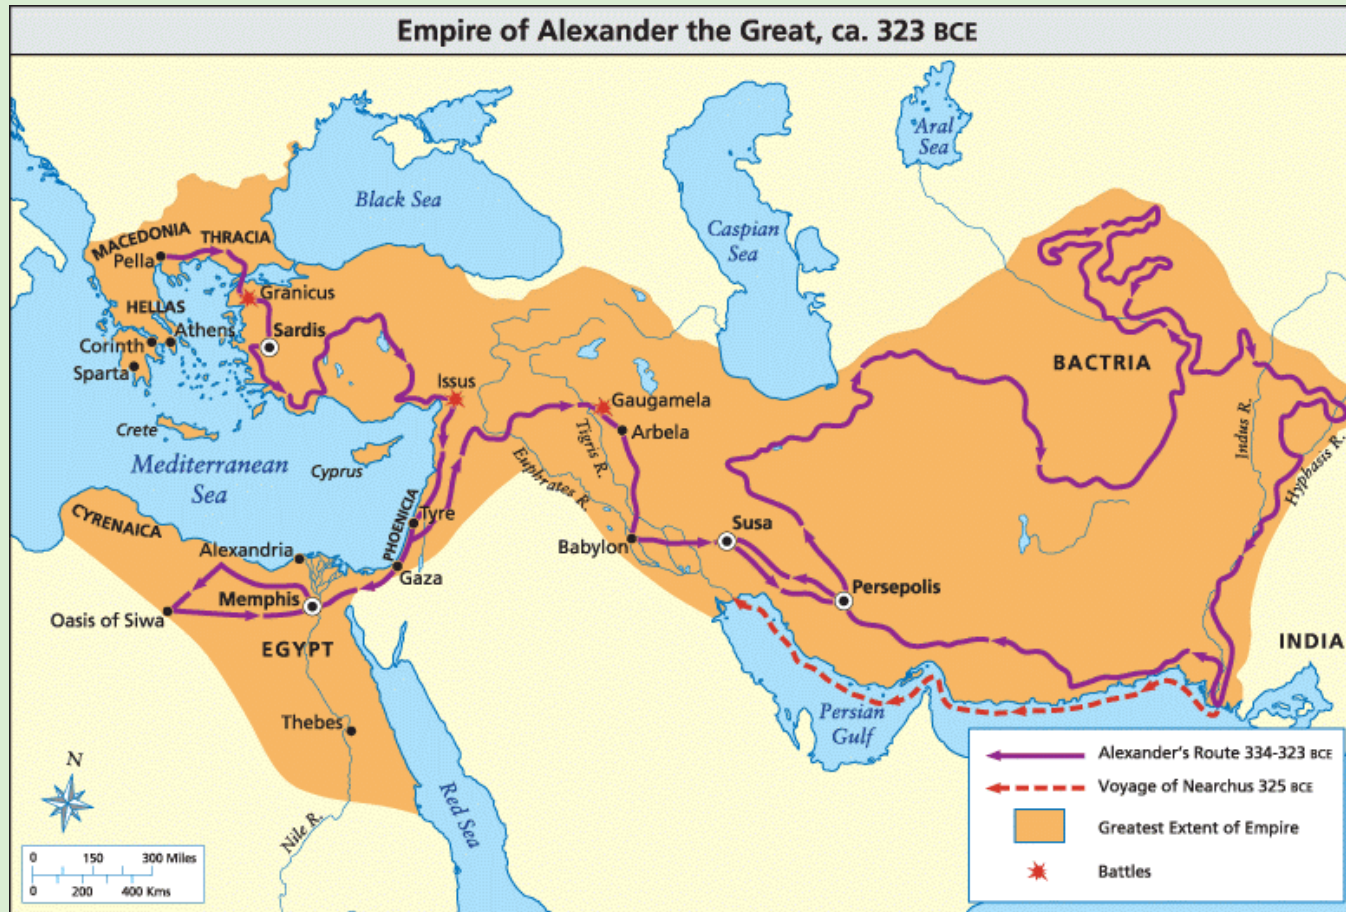 Empire of Alexander the Great, ca. 323 BCE
Aral
Sea
Black Sea
Caspian
Sea
MACEDONIA
THRACIA
Pella
Granicus
HELLAS
Athens
Sardis
Corinth
Sparta
BACTRIA
Issus
Gaugamela
Arbela
Crete
Cyprus
Mediterranean
Sea
Tigris R.
Euphrates R.
Indus R.
Hyphasis R.
CYRENAICA
PHOENICIA
Tyre
Susa
Alexandria
Babylon
Gaza
Memphis
Persepolis
Oasis of Siwa
EGYPT
INDIA
Thebes
Persian
Gulf
Red Sea
Nile R.
N
0 150 300 Miles
0 200 400 Kms
Alexander's Route 334-323 BCE
Voyage of Nearchus 325 BCE
Greatest Extent of Empire
Battles